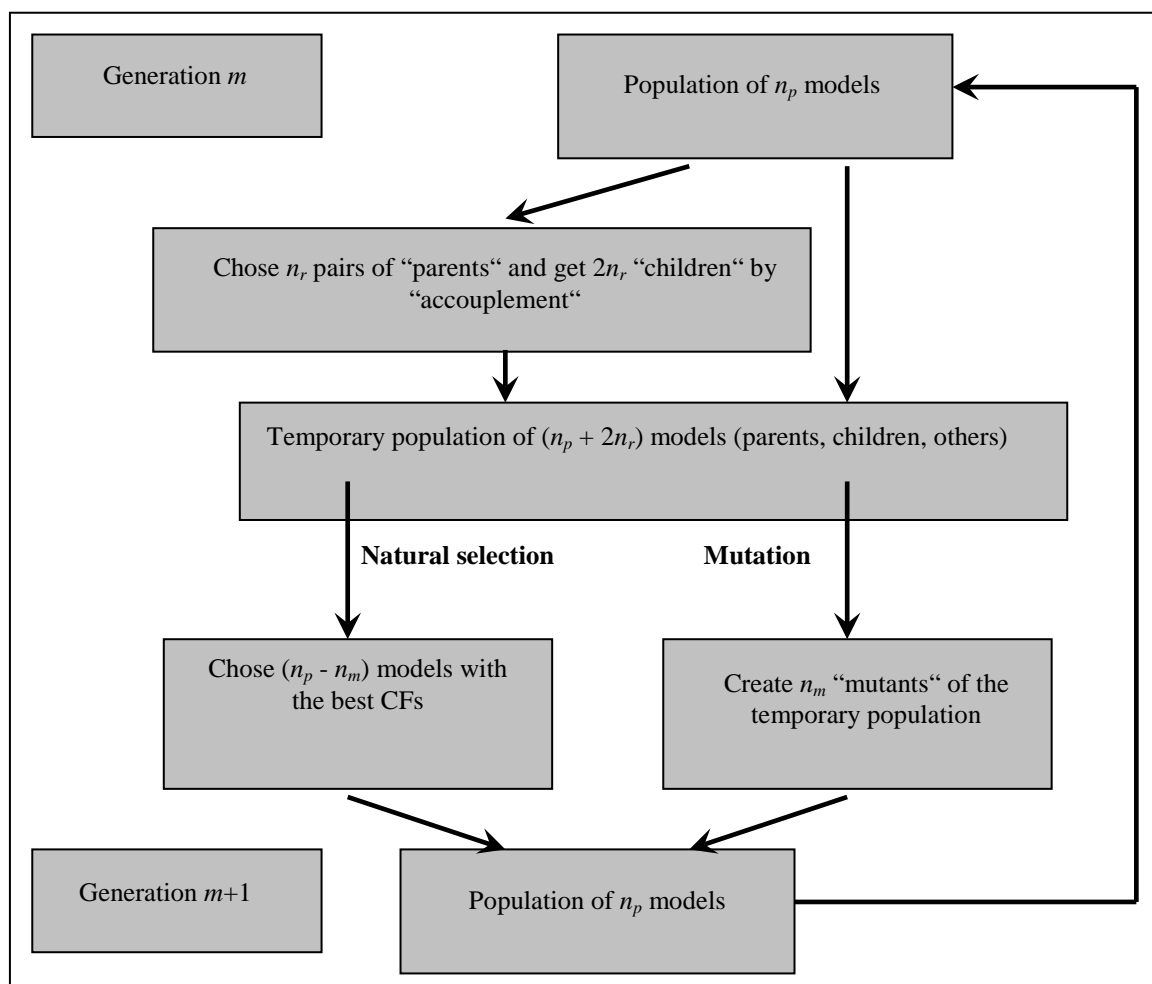 Generation m
Population of nₚ models
Chose nᵣ pairs of “parents“ and get 2nᵣ “children“ by
“accouplement“
Temporary population of (nₚ + 2nᵣ) models (parents, children, others)
Natural selection
Mutation
Chose (nₚ - nₘ) models with
the best CFs
Create nₘ “mutants“ of the
temporary population
Generation m+1
Population of nₚ models